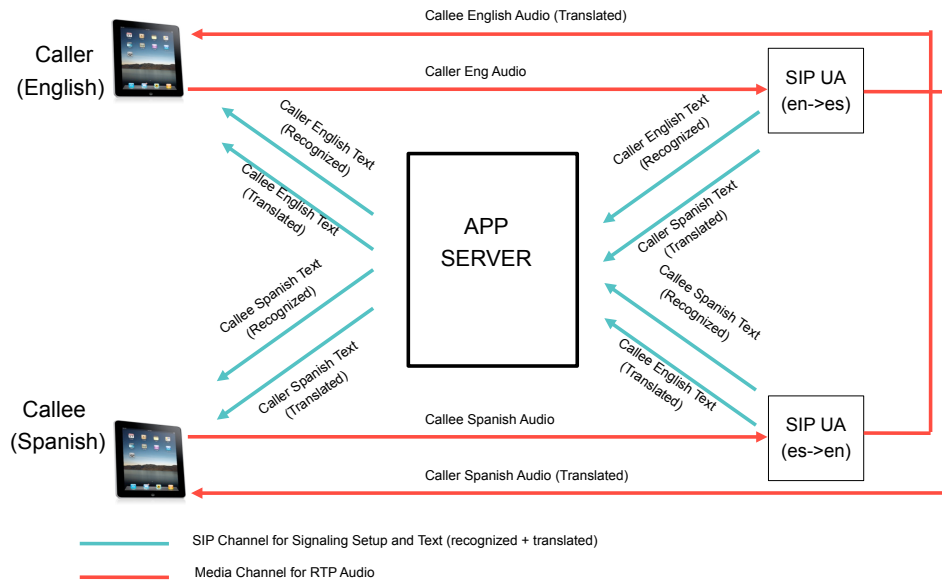 Callee English Audio (Translated)
Caller
(English)
Caller Eng Audio
SIP UA
(en->es)
Caller English Text
(Recognized)
Callee English Text
(Translated)
Caller English Text
(Recognized)
Caller Spanish Text
(Translated)
APP
SERVER
Callee Spanish Text
(Recognized)
Caller Spanish Text
(Translated)
Callee Spanish Text
(Recognized)
Callee English Text
(Translated)
Callee
(Spanish)
Callee Spanish Audio
SIP UA
(es->en)
Caller Spanish Audio (Translated)
SIP Channel for Signaling Setup and Text (recognized + translated)
Media Channel for RTP Audio